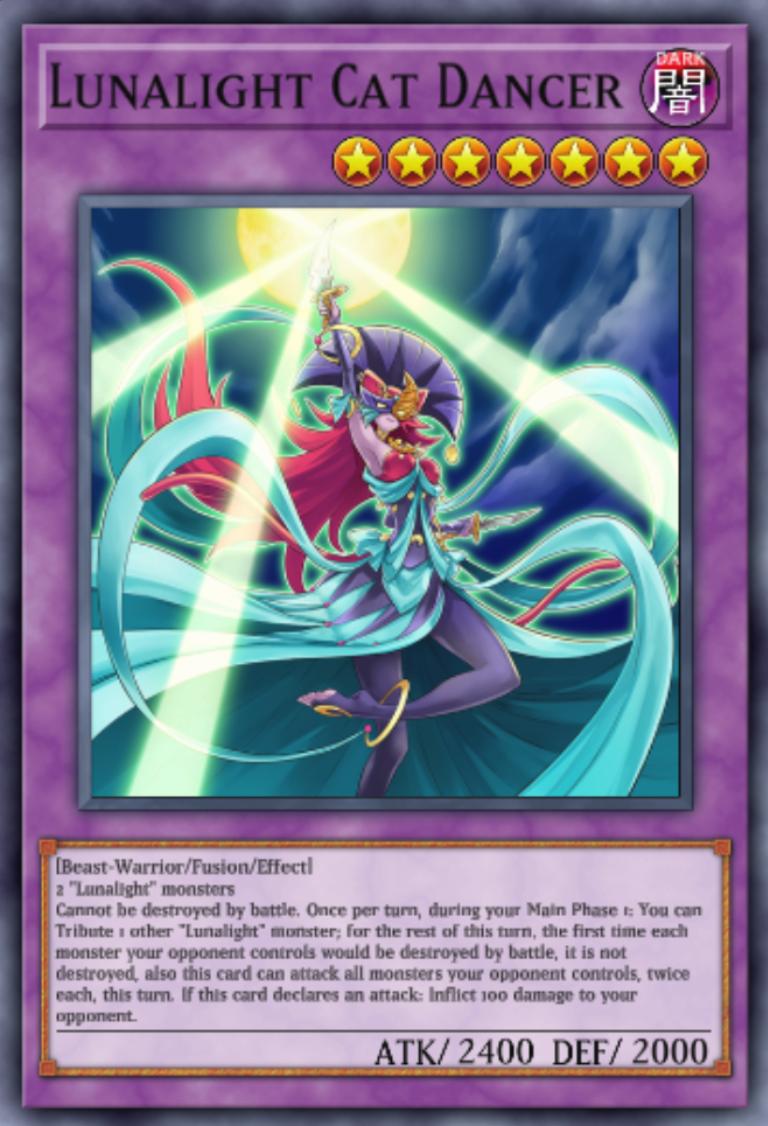 LUNALIGHT CAT DANCER
DARK
闇
[Beast-Warrior/Fusion/Effect]
2 "Lunalight" monsters
Cannot be destroyed by battle. Once per turn, during your Main Phase 1: You can
Tribute 1 other "Lunalight" monster; for the rest of this turn, the first time each
monster your opponent controls would be destroyed by battle, it is not
destroyed, also this card can attack all monsters your opponent controls, twice
each, this turn. If this card declares an attack: Inflict 100 damage to your
opponent.
ATK/ 2400 DEF/ 2000